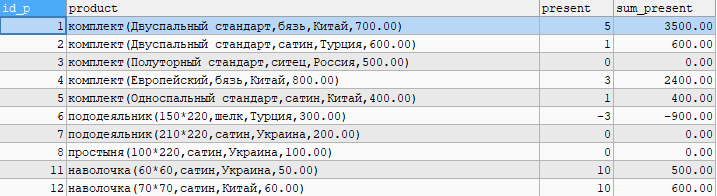 id_p product present sum_present
1 комплект(Двуспальный стандарт,бязь,Китай,700.00) 5 3500.00
2 комплект(Двуспальный стандарт,сатин,Турция,600.00) 1 600.00
3 комплект(Полуторный стандарт,ситец,Россия,500.00) 0 0.00
4 комплект(Европейский,бязь,Китай,800.00) 3 2400.00
5 комплект(Односпальный стандарт,сатин,Китай,400.00) 1 400.00
6 пододеяльник(150*220,шелк,Турция,300.00) -3 -900.00
7 пододеяльник(210*220,сатин,Украина,200.00) 0 0.00
8 простыня(100*220,сатин,Украина,100.00) 0 0.00
11 наволочка(60*60,сатин,Украина,50.00) 10 500.00
12 наволочка(70*70,сатин,Китай,60.00) 10 600.00